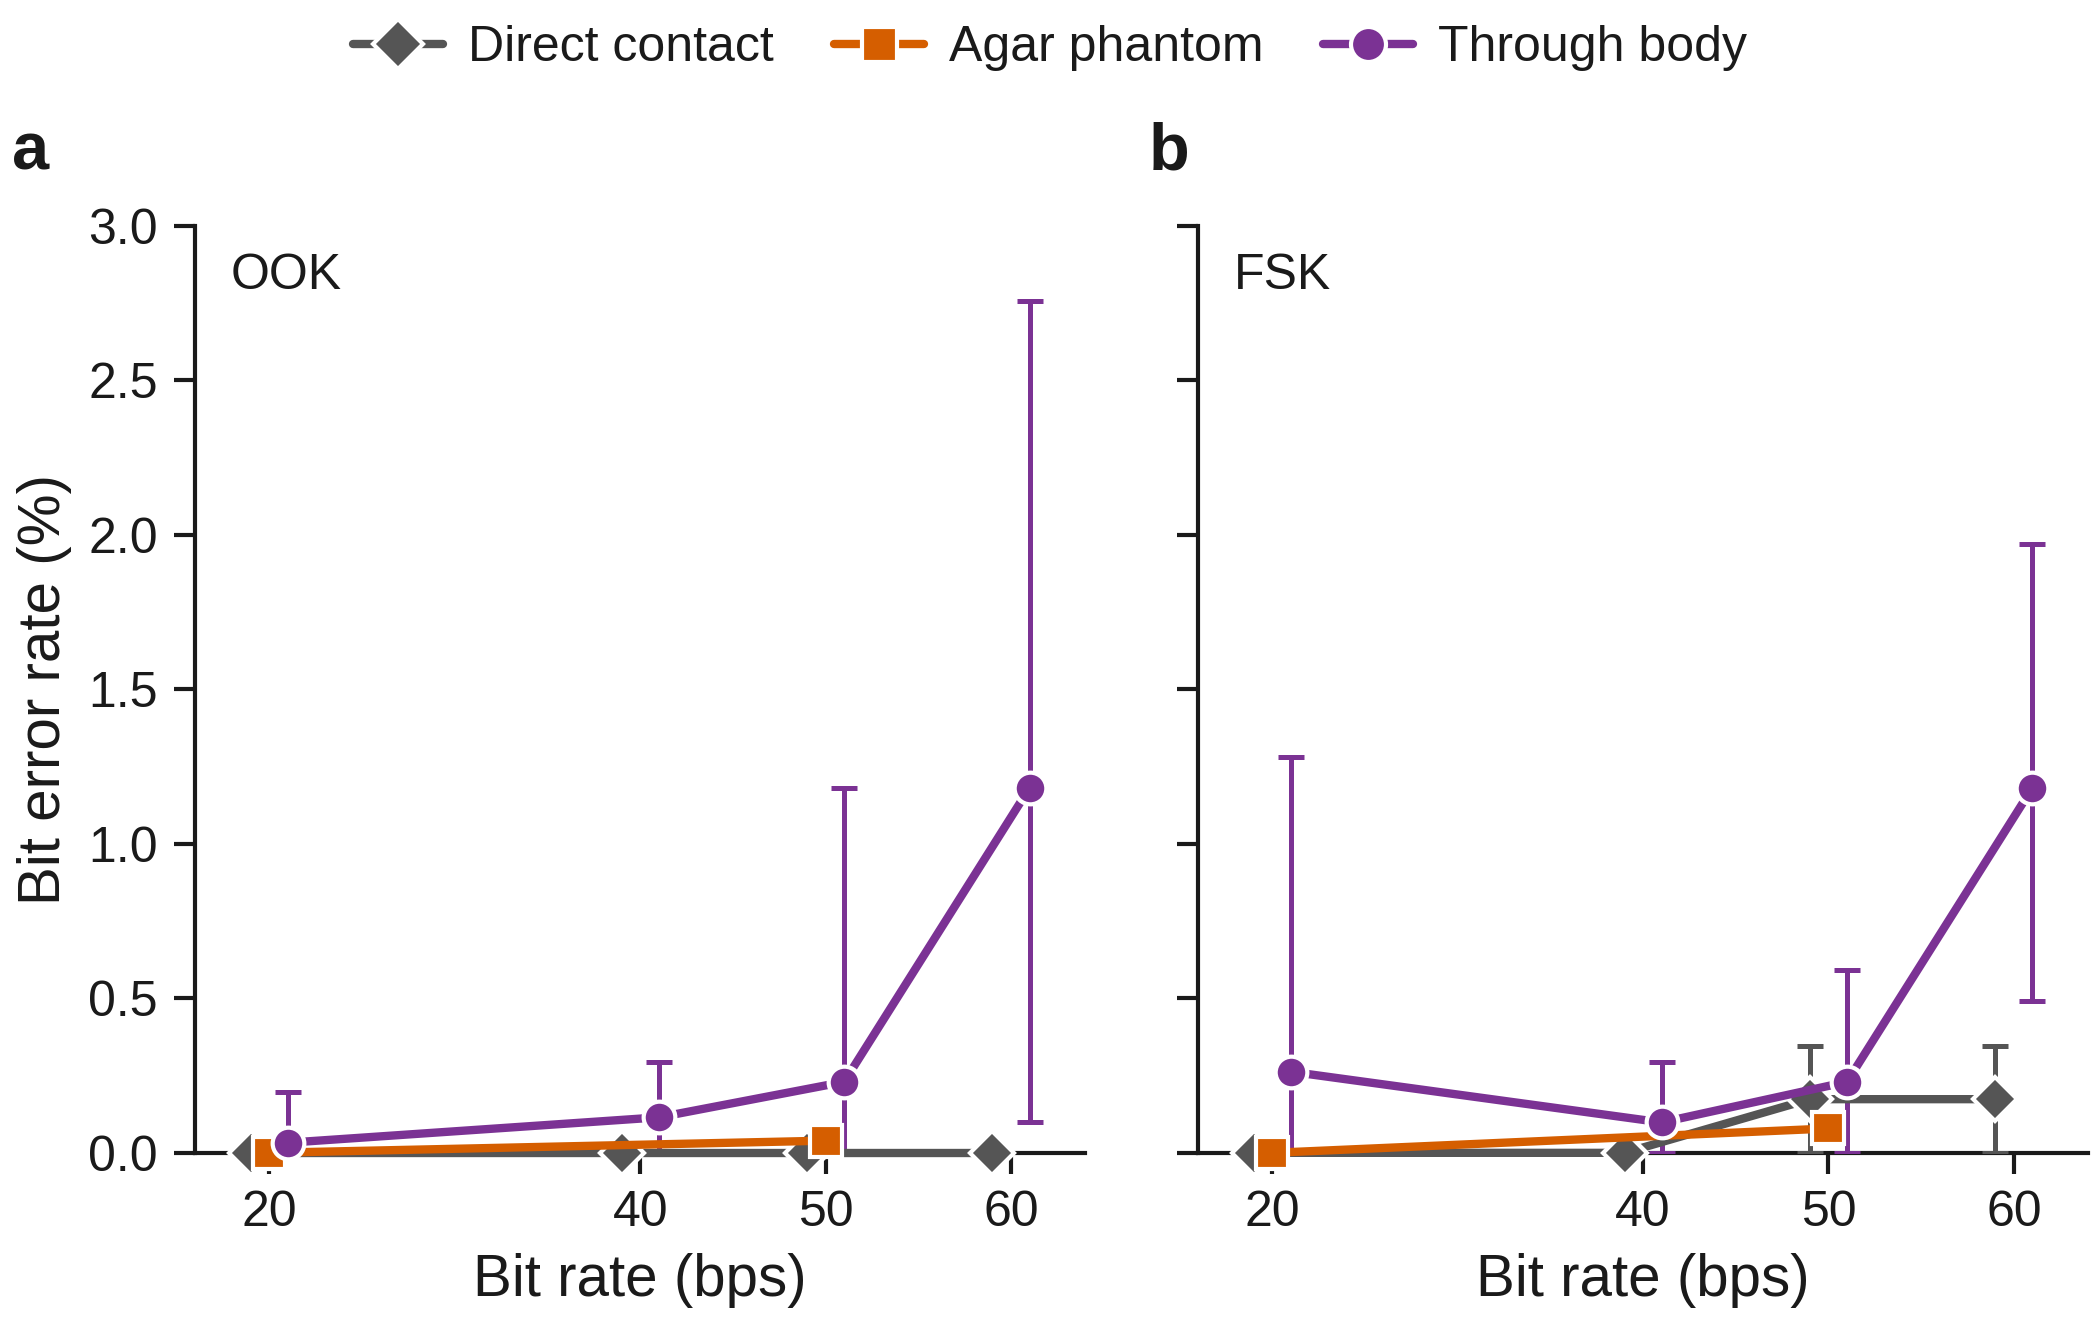 Direct contact Agar phantom Through body
a
b
OOK
FSK
Bit error rate (%)
3.0
2.5
2.0
1.5
1.0
0.5
0.0
20 40 50 60
20 40 50 60
Bit rate (bps)
Bit rate (bps)